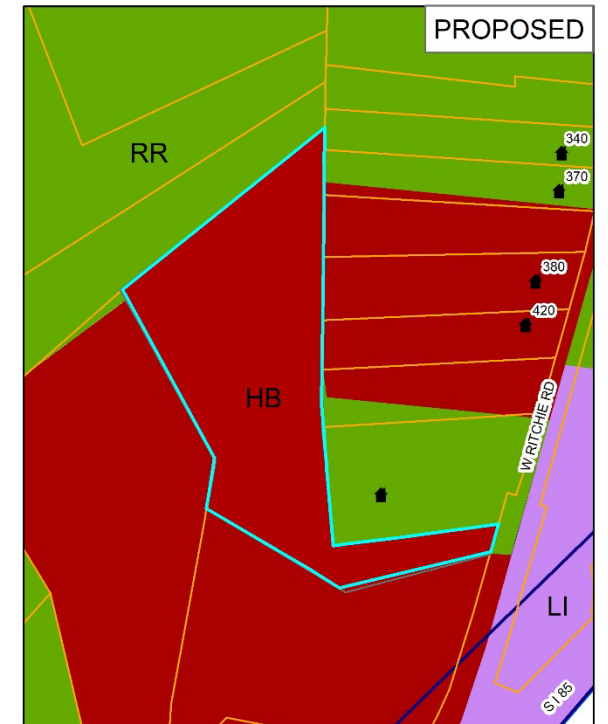 PROPOSED
340
RR
370
380
420
HB
W RITCHIE RD
LI
S I 85